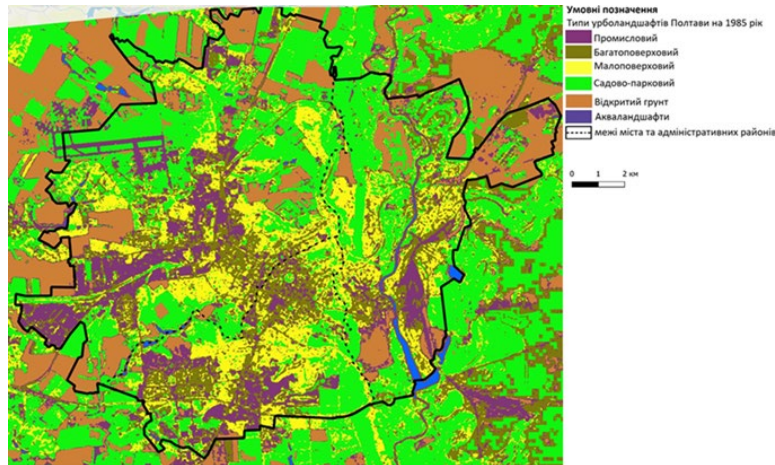 Умовні позначення
Типи урболандшафтів Полтави на 1985 рік
Промисловий
Багатоповерховий
Малоповерховий
Садово-парковий
Відкритий грунт
Акваландшафти
межі міста та адміністративних районів
0 1 2 км